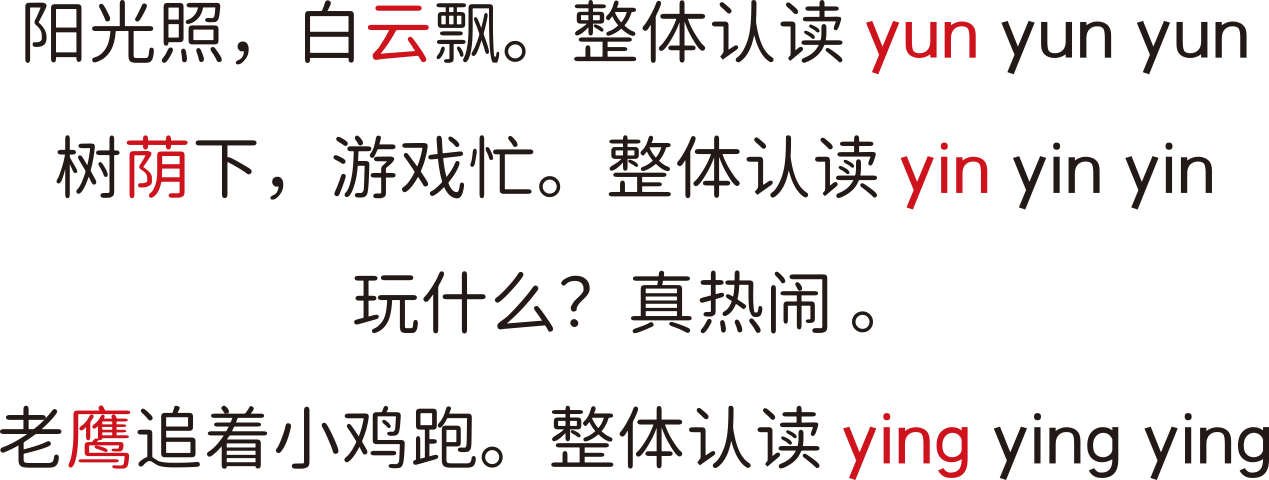 阳光照，白云飘。整体认读 yun yun yun
树荫下，游戏忙。整体认读 yin yin yin
玩什么？真热闹 。
老鹰追着小鸡跑。整体认读 ying ying ying